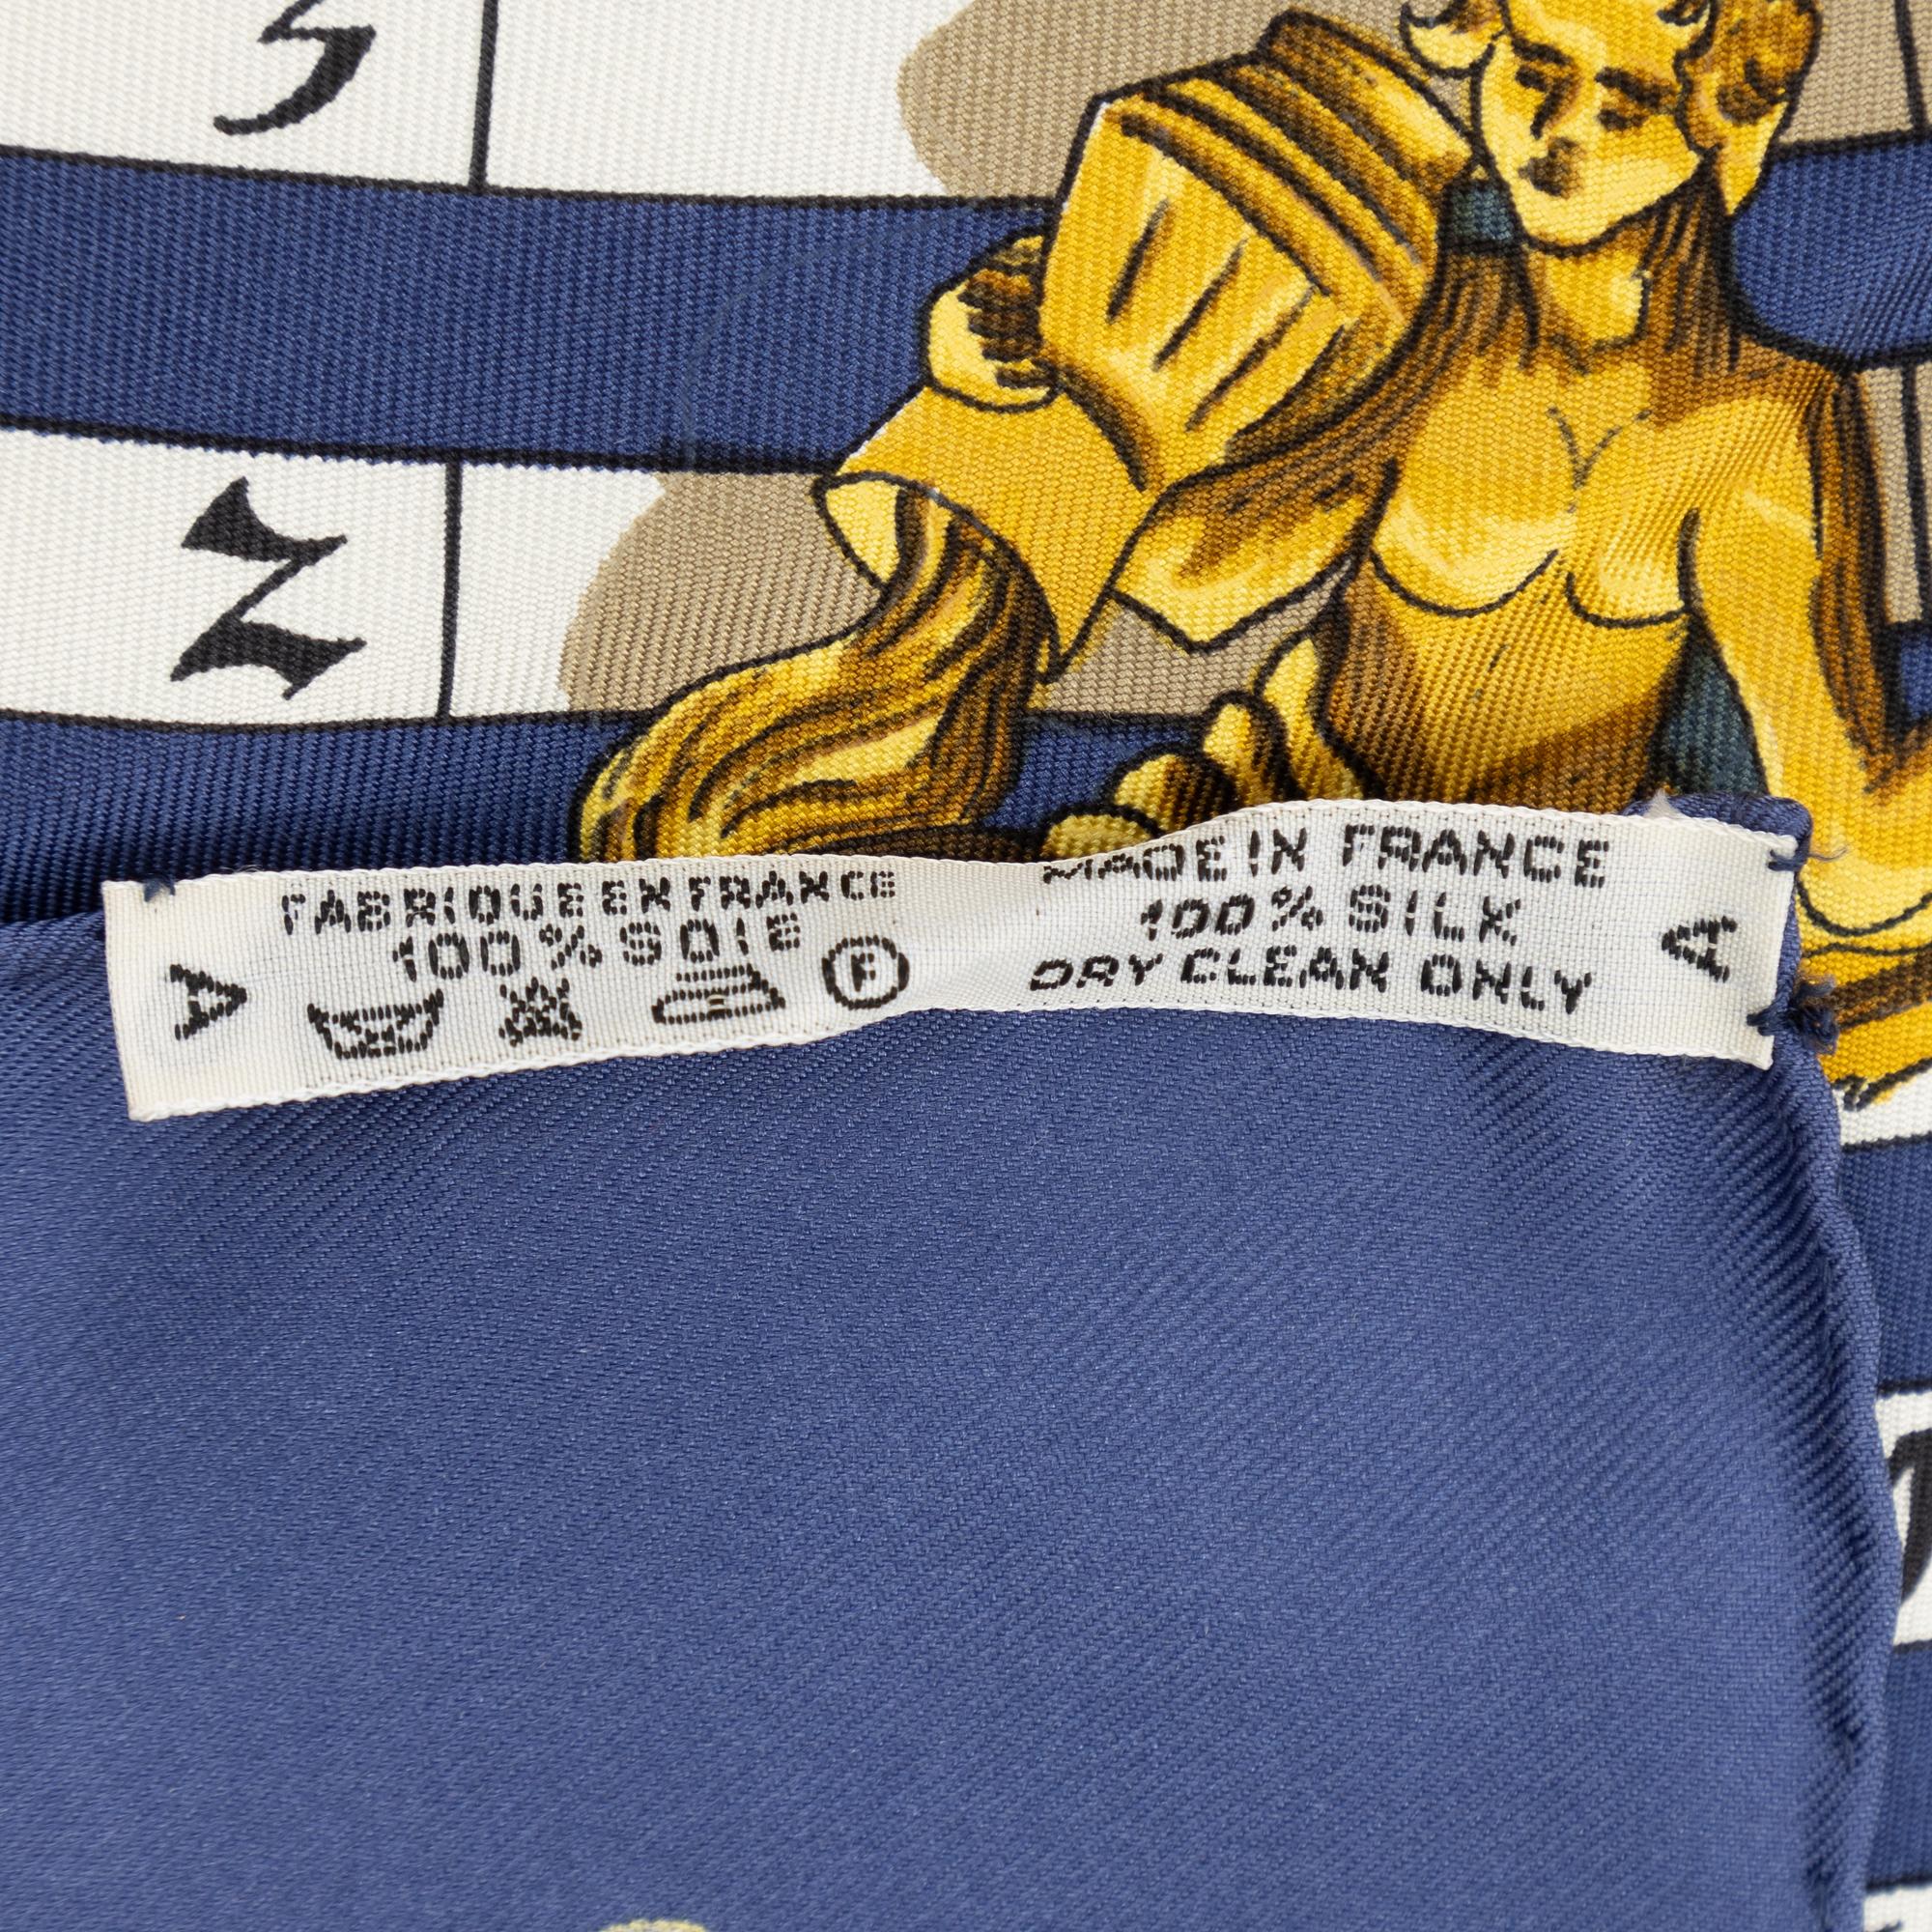 FABRIQUE EN FRANCE
100% SOIE
F
MADE IN FRANCE
100% SILK
DRY CLEAN ONLY
A
A